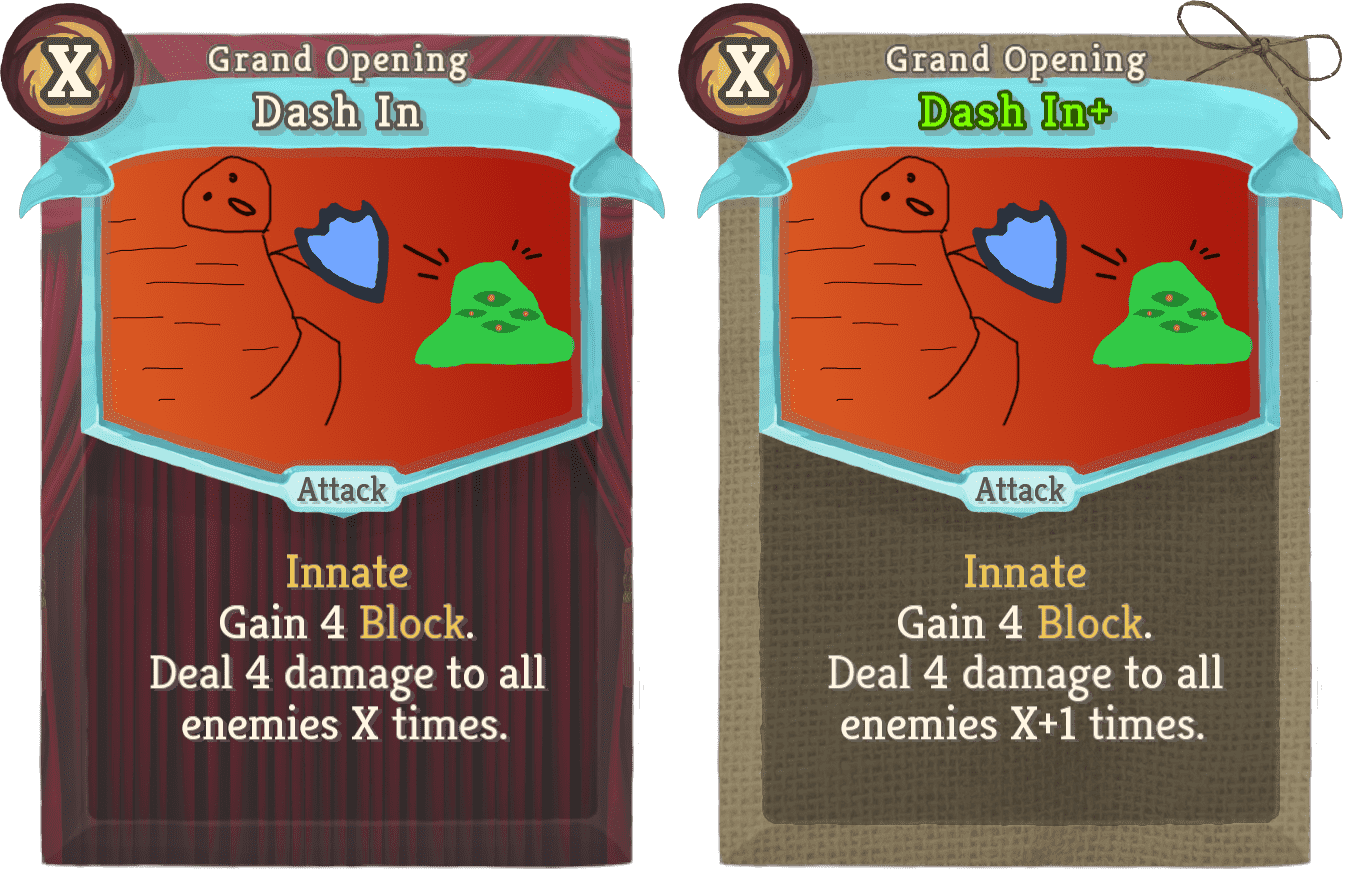 X
Grand Opening
Dash In
Attack
Innate
Gain 4 Block.
Deal 4 damage to all
enemies X times.
X
Grand Opening
Dash In+
Attack
Innate
Gain 4 Block.
Deal 4 damage to all
enemies X+1 times.